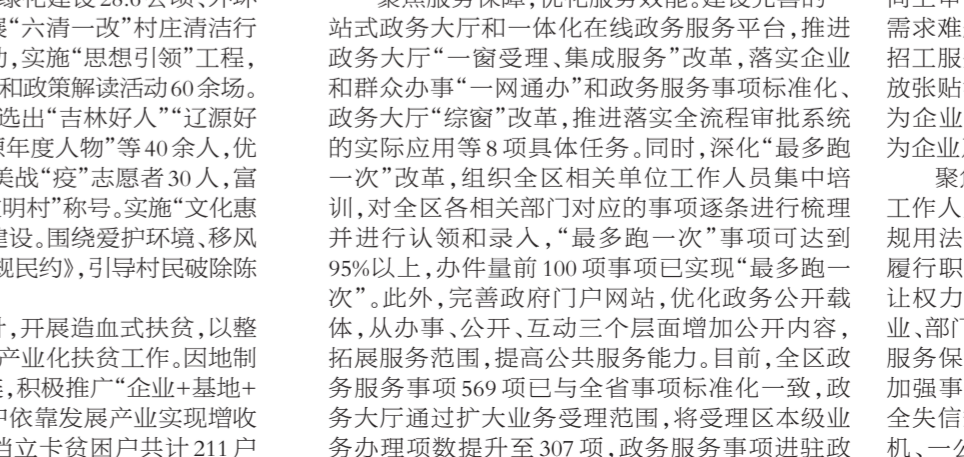 绿化建设28.6公顷、外环
展“六清一改”村庄清洁行
动,实施“思想引领”工程,
和政策解读活动60余场。
选出“吉林好人”“辽源好
年度人物”等40余人,优
美战“疫”志愿者30人,富
明村”称号。实施“文化惠
建设。围绕爱护环境、移风
规民约》,引导村民破除陈
,开展造血式扶贫,以整
产业化扶贫工作。因地制
,积极推广“企业+基地+
户依靠发展产业实现增收
档立卡贫困户共计211户
聚焦服务保障,优化服务效能。建设完善的一
站式政务大厅和一体化在线政务服务平台,推进
政务大厅“一窗受理、集成服务”改革,落实企业
和群众办事“一网通办”和政务服务事项标准化、
政务大厅“综窗”改革,推进落实全流程审批系统
的实际应用等8项具体任务。同时,深化“最多跑
一次”改革,组织全区相关单位工作人员集中培
训,对全区各相关部门对应的事项逐条进行梳理
并进行认领和录入,“最多跑一次”事项可达到
95%以上,办件量前100项事项已实现“最多跑一
次”。此外,完善政府门户网站,优化政务公开载
体,从办事、公开、互动三个层面增加公开内容,
拓展服务范围,提高公共服务能力。目前,全区政
务服务事项569项已与全省事项标准化一致,政
务大厅通过扩大业务受理范围,将受理区本级业
务办理项数提升至307项,政务服务事项进驻政
需求难
招工服
放张贴
为企业
为企业
聚焦
工作人
规用法
履行职
让权力
业、部门
服务保
加强事
全失信
机、一公